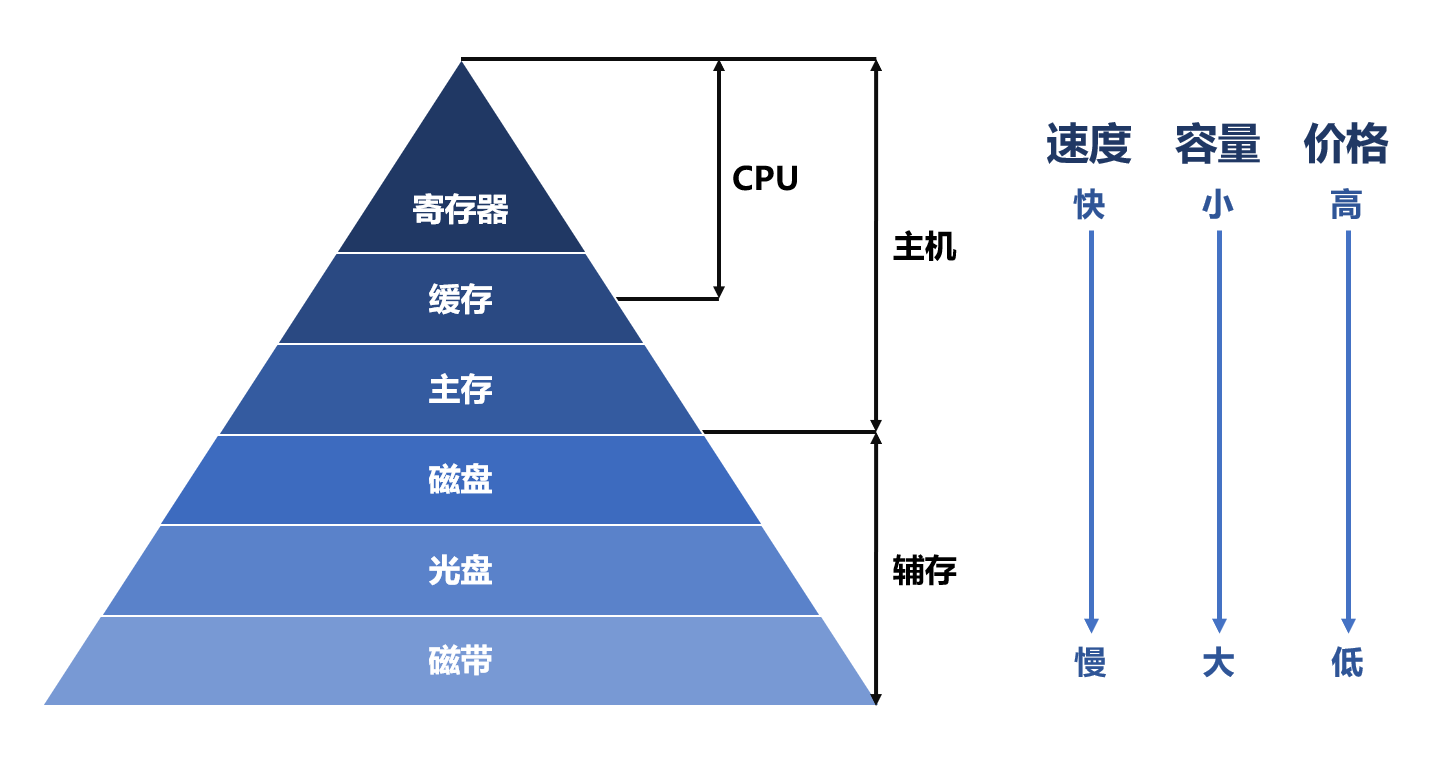 寄存器
缓存
主存
磁盘
光盘
磁带
CPU
主机
辅存
速度 容量 价格
快 小 高
慢 大 低